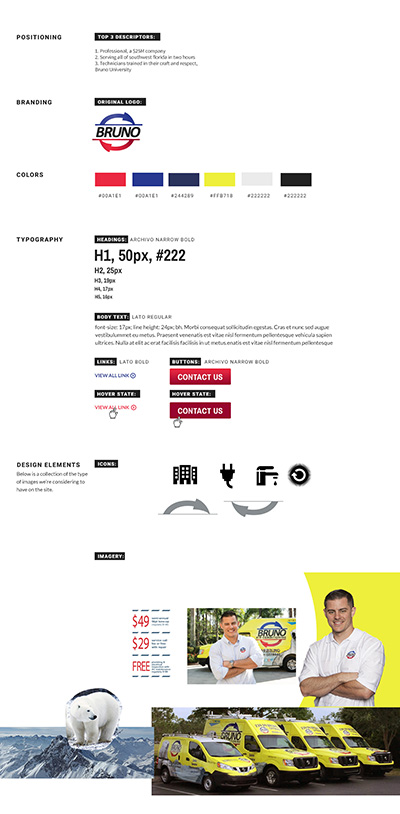 POSITIONING
TOP 3 DESCRIPTORS:
1. Professional, a $25M company
2. Serving all of southwest florida in two hours
3. Technicians trained in their craft and respect,
Bruno University
BRANDING
ORIGINAL LOGO:
BRUNO
COLORS
#00A1E1
#00A1E1
#244289
#FFB718
#222222
#222222
TYPOGRAPHY
HEADINGS: ARCHIVO NARROW BOLD
H1, 50px, #222
H2, 25px
H3, 19px
H4, 17px
H5, 16px
BODY TEXT: LATO REGULAR
font-size: 17px; line height: 24px; bh. Morbi consequat sollicitudin egestas. Cras et nunc sed augue
vestibulummet eu metus. Praesent venenatis est vitae nisl fermentum pellentesque vehicula sapien
ultrices. Nulla at elit ac erat facilisis facilisis in ut metus.enatis est vitae nisl fermentum pellentesque
LINKS: LATO BOLD
BUTTONS: ARCHIVO NARROW BOLD
VIEW ALL LINK
CONTACT US
HOVER STATE:
HOVER STATE:
VIEW ALL LINK
CONTACT US
DESIGN ELEMENTS
Below is a collection of the type
of images we're considering to
have on the site.
ICONS:
IMAGERY:
$49
$29
FREE
BRUNO